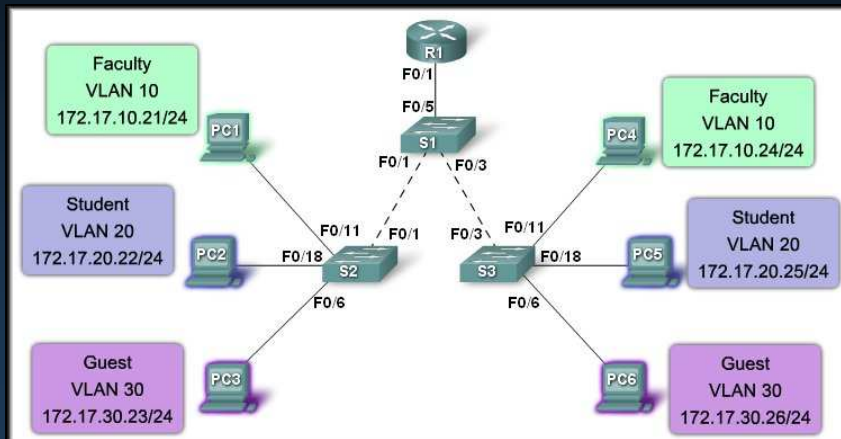 R1
F0/1
F0/5
S1
F0/1
F0/3
Faculty
VLAN 10
172.17.10.21/24
PC1
Student
VLAN 20
172.17.20.22/24
PC2
Guest
VLAN 30
172.17.30.23/24
PC3
F0/11
F0/1
F0/18
S2
F0/6
F0/3
F0/11
F0/18
S3
F0/6
PC4
Faculty
VLAN 10
172.17.10.24/24
PC5
Student
VLAN 20
172.17.20.25/24
PC6
Guest
VLAN 30
172.17.30.26/24